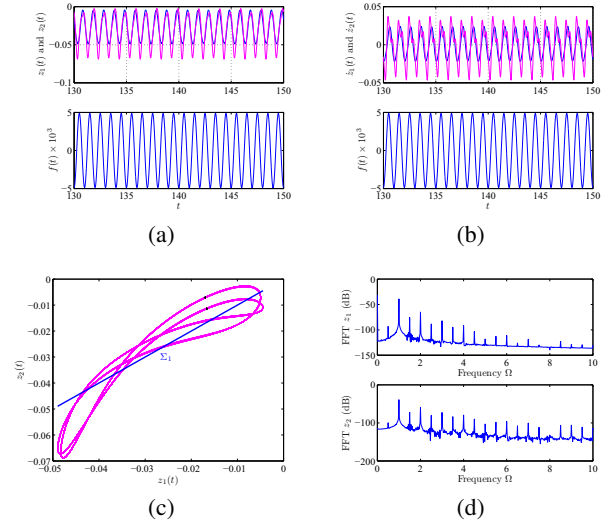 z₁(t) and z₂(t)
0
−0.05
−0.1
130 135 140 145 150
f(t) × 10³
5
0
−5
130 135 140 145 150
t
(a)
ż₁(t) and ż₂(t)
0.05
0
−0.05
130 135 140 145 150
f(t) × 10³
5
0
−5
130 135 140 145 150
t
(b)
z₂(t)
0
−0.01
−0.02
−0.03
−0.04
−0.05
−0.06
−0.07
Σ₁
−0.05 −0.04 −0.03 −0.02 −0.01 0
z₁(t)
(c)
FFT z₁ (dB)
0
−50
−100
−150
0 2 4 6 8 10
Frequency Ω
FFT z₂ (dB)
0
−100
−200
0 2 4 6 8 10
Frequency Ω
(d)